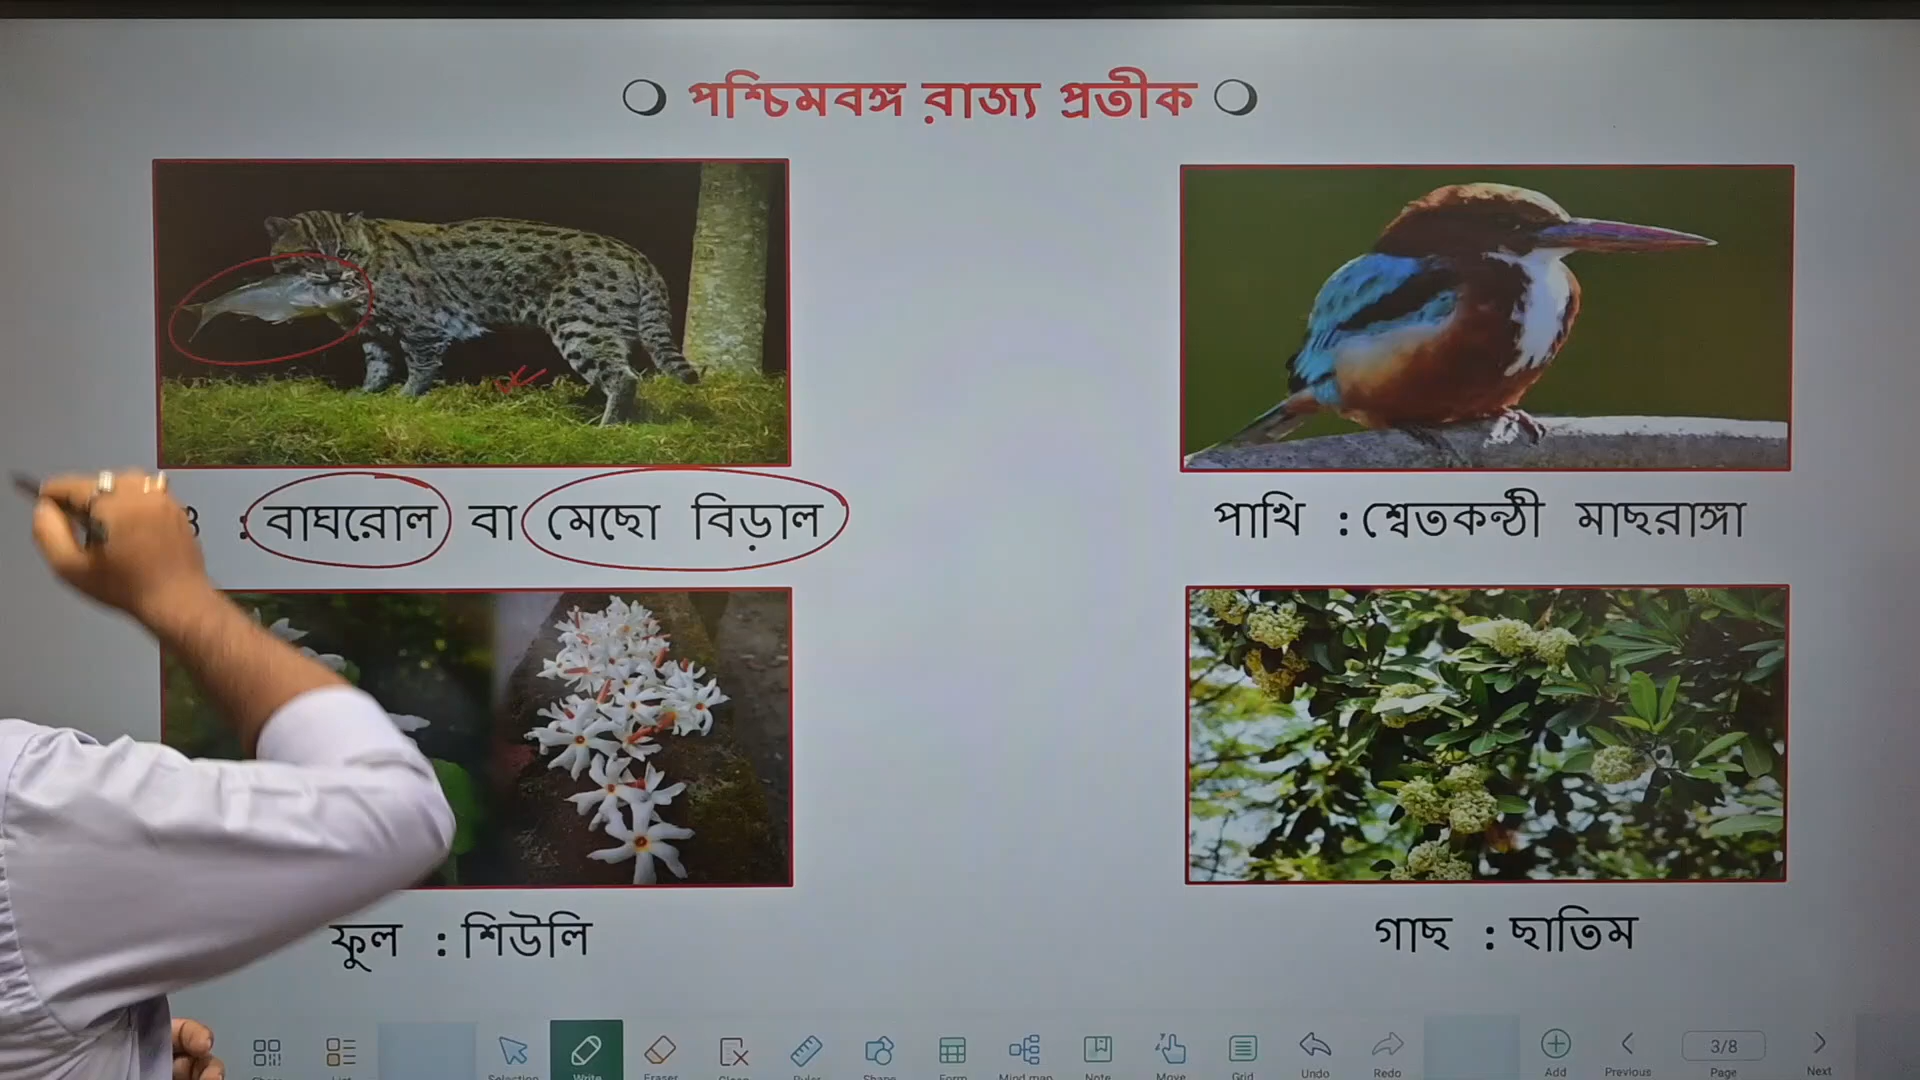 পশ্চিমবঙ্গ রাজ্য প্রতীক
: বাঘরোল বা মেছো বিড়াল
পাখি : শ্বেতকন্ঠী মাছরাঙ্গা
ফুল : শিউলি
গাছ : ছাতিম
Write
Eraser
Shape
Form
Mind map
Note
Move
Grid
Undo
Redo
Add
Previous
3/8
Page
Next